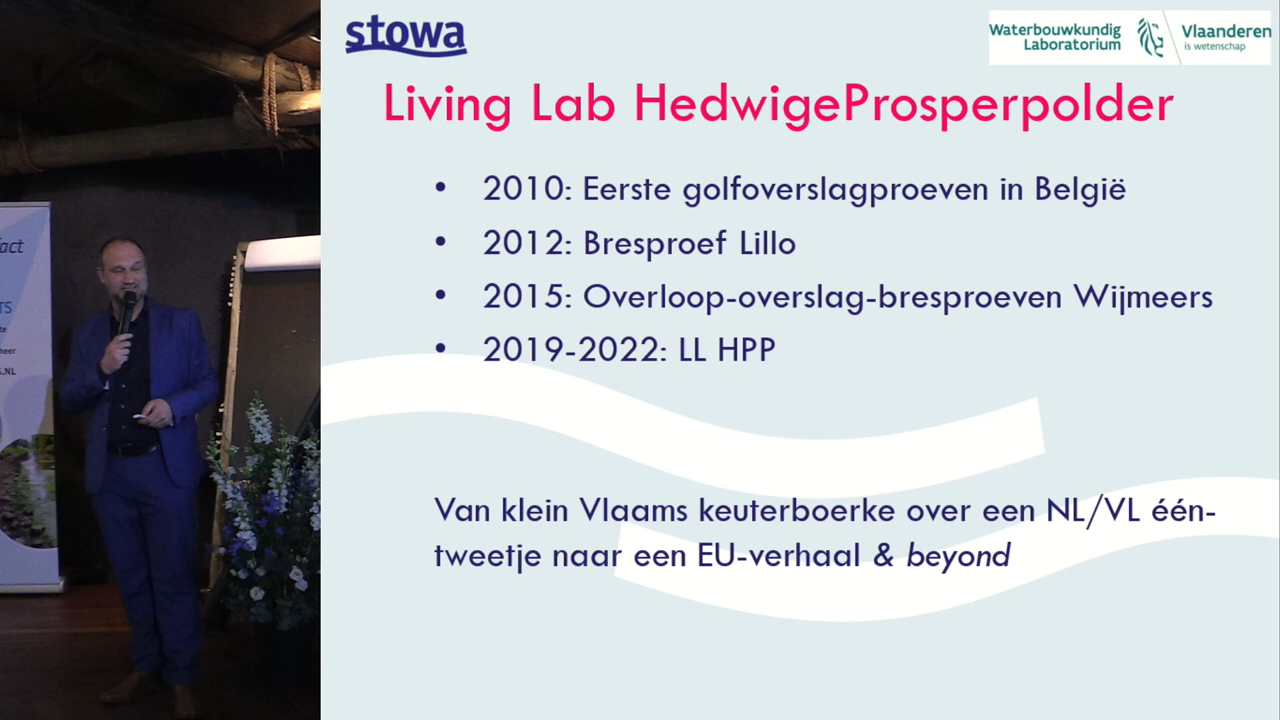 stowa
Waterbouwkundig
Laboratorium
Vlaanderen
is wetenschap
Living Lab HedwigeProsperpolder
• 2010: Eerste golfoverslagproeven in België
• 2012: Bresproef Lillo
• 2015: Overloop-overslag-bresproeven Wijmeers
• 2019-2022: LL HPP
Van klein Vlaams keuterboerke over een NL/VL één-
tweetje naar een EU-verhaal & beyond